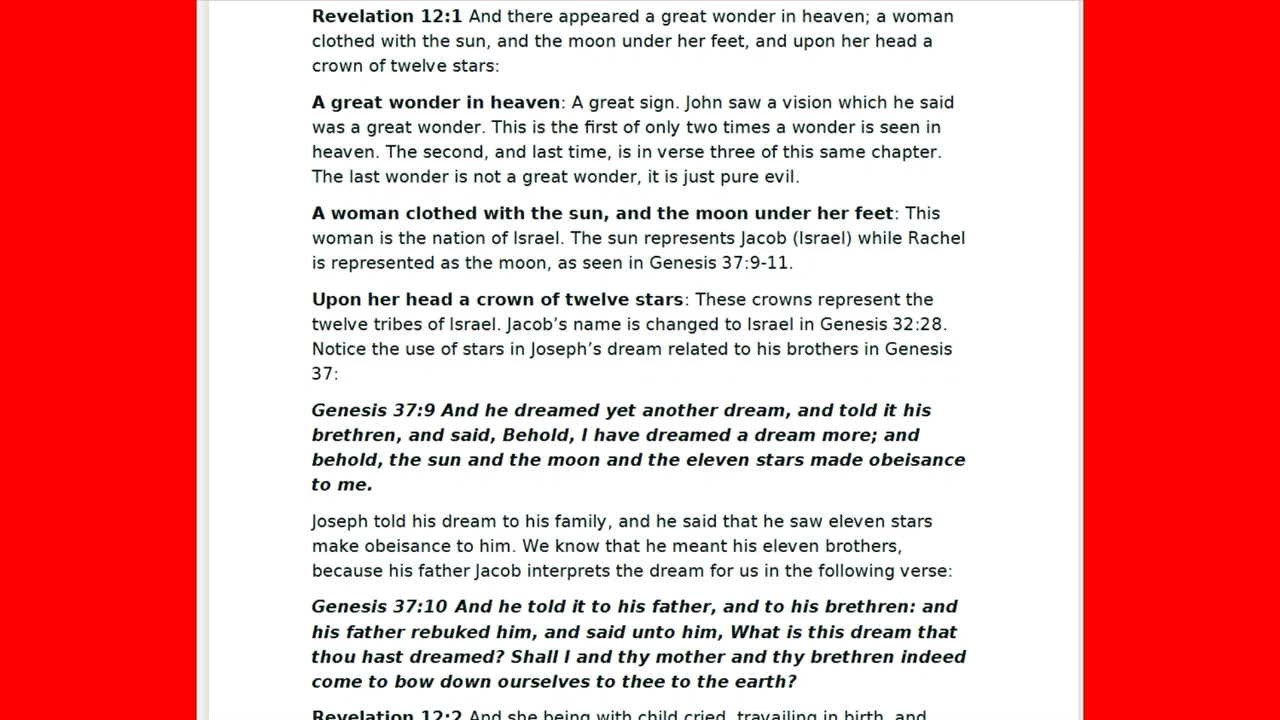 Revelation 12:1 And there appeared a great wonder in heaven; a woman
clothed with the sun, and the moon under her feet, and upon her head a
crown of twelve stars:
A great wonder in heaven: A great sign. John saw a vision which he said
was a great wonder. This is the first of only two times a wonder is seen in
heaven. The second, and last time, is in verse three of this same chapter.
The last wonder is not a great wonder, it is just pure evil.
A woman clothed with the sun, and the moon under her feet: This
woman is the nation of Israel. The sun represents Jacob (Israel) while Rachel
is represented as the moon, as seen in Genesis 37:9-11.
Upon her head a crown of twelve stars: These crowns represent the
twelve tribes of Israel. Jacob’s name is changed to Israel in Genesis 32:28.
Notice the use of stars in Joseph’s dream related to his brothers in Genesis
37:
Genesis 37:9 And he dreamed yet another dream, and told it his
brethren, and said, Behold, I have dreamed a dream more; and
behold, the sun and the moon and the eleven stars made obeisance
to me.
Joseph told his dream to his family, and he said that he saw eleven stars
make obeisance to him. We know that he meant his eleven brothers,
because his father Jacob interprets the dream for us in the following verse:
Genesis 37:10 And he told it to his father, and to his brethren: and
his father rebuked him, and said unto him, What is this dream that
thou hast dreamed? Shall I and thy mother and thy brethren indeed
come to bow down ourselves to thee to the earth?
Revelation 12:2 And she being with child cried, travailing in birth, and